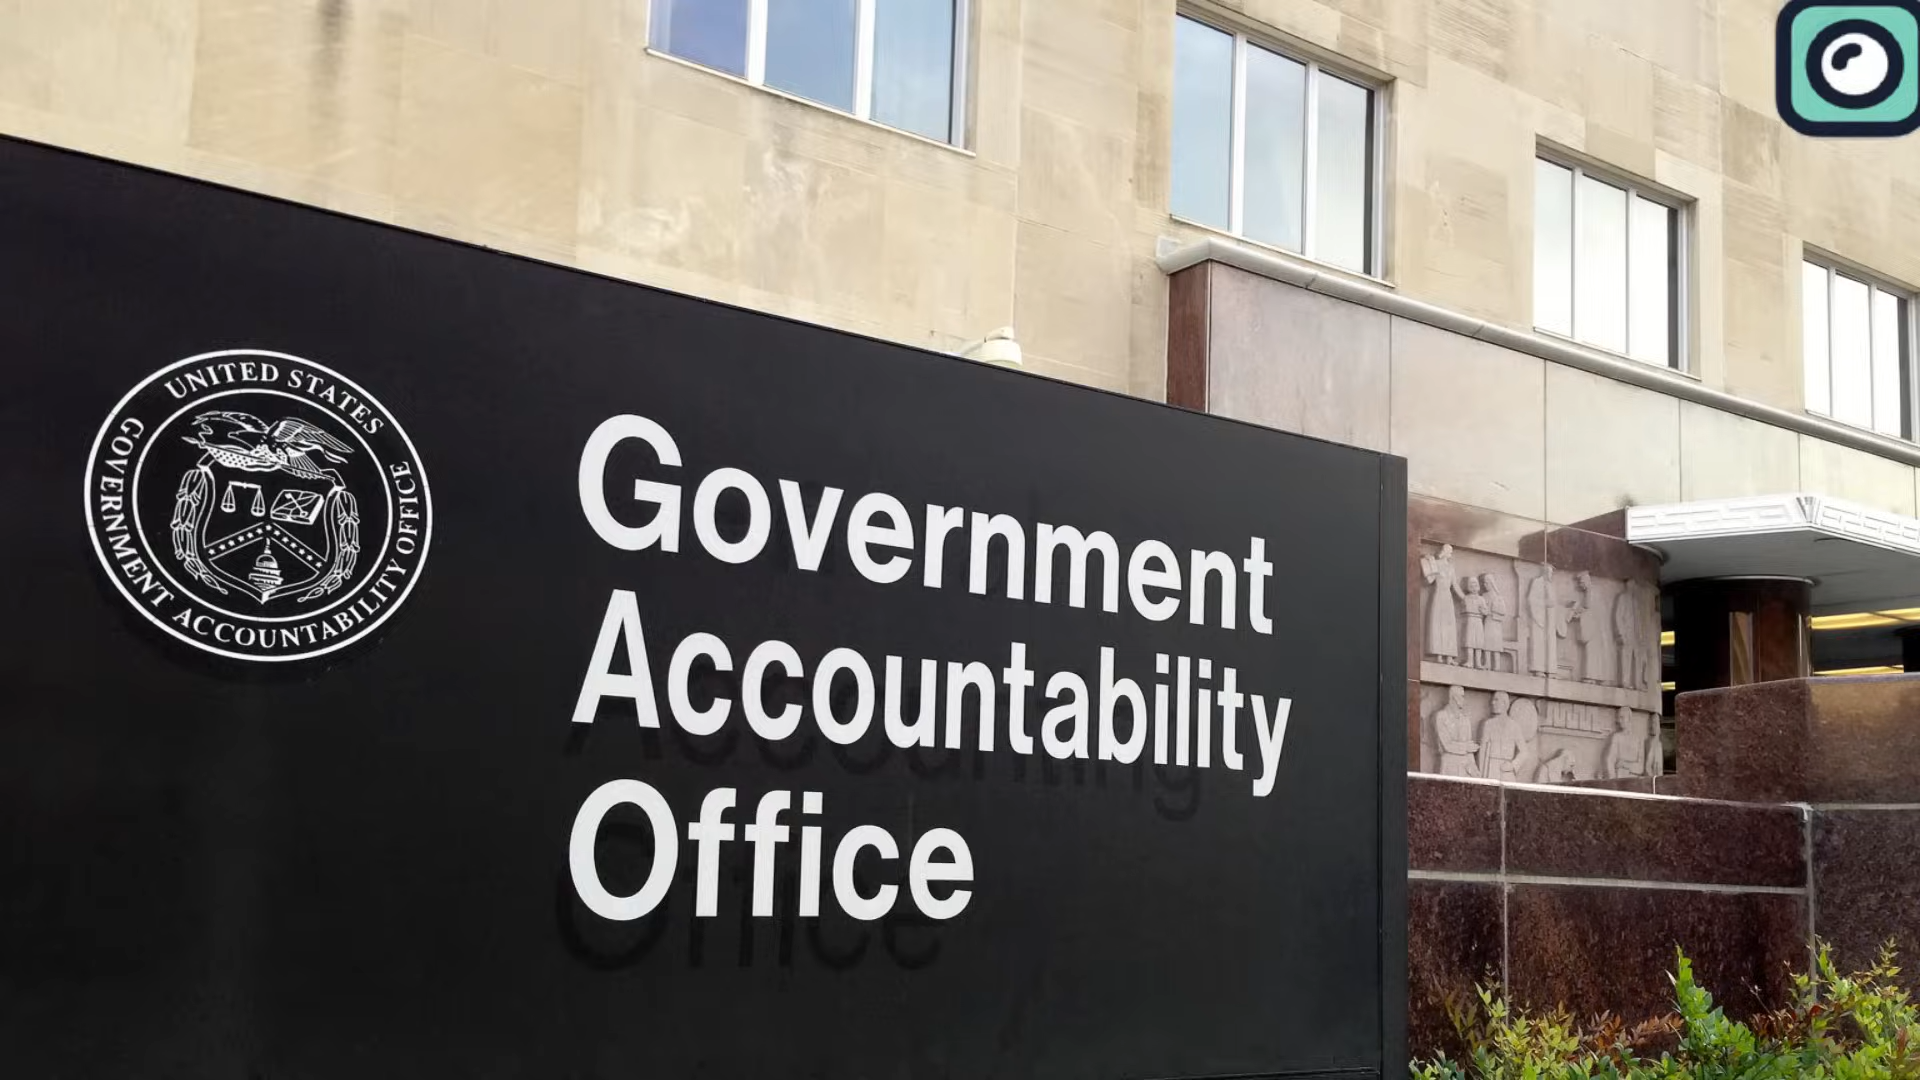 UNITED STATES
GOVERNMENT ACCOUNTABILITY OFFICE
Government
Accountability
Office